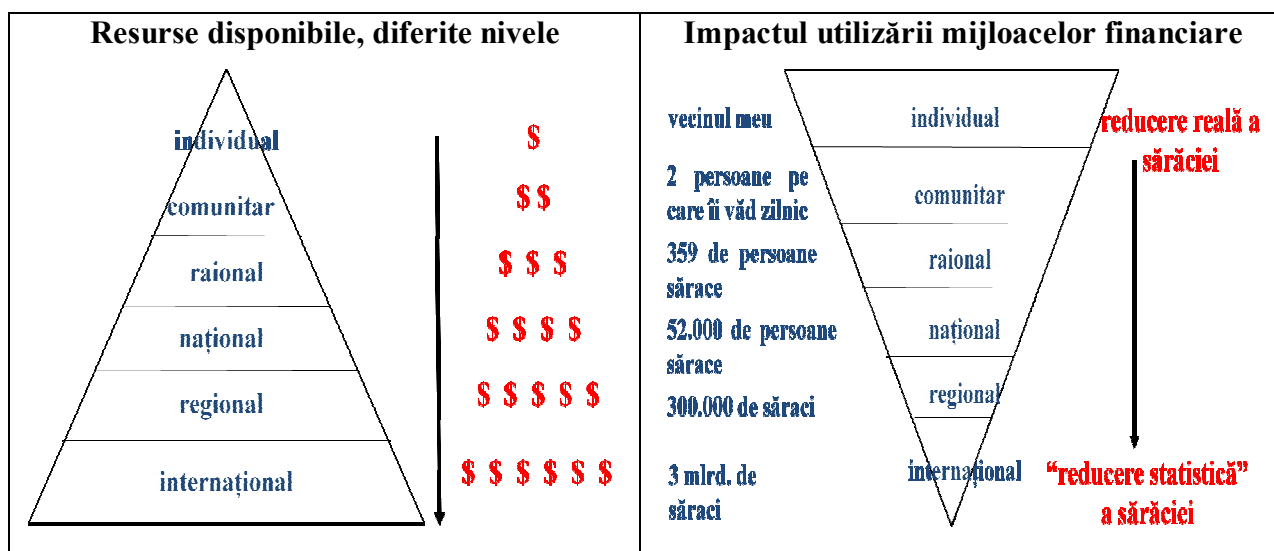 Resurse disponibile, diferite nivele
individual
$
comunitar
$ $
raional
$ $ $
național
$ $ $ $
regional
$ $ $ $ $
internațional
$ $ $ $ $ $
Impactul utilizării mijloacelor financiare
vecinul meu
individual
reducere reală a
sărăciei
2 persoane pe
care îi văd zilnic
comunitar
359 de persoane
sărace
raional
52.000 de persoane
sărace
național
300.000 de săraci
regional
3 mlrd. de
săraci
internațional
“reducere statistică”
a sărăciei